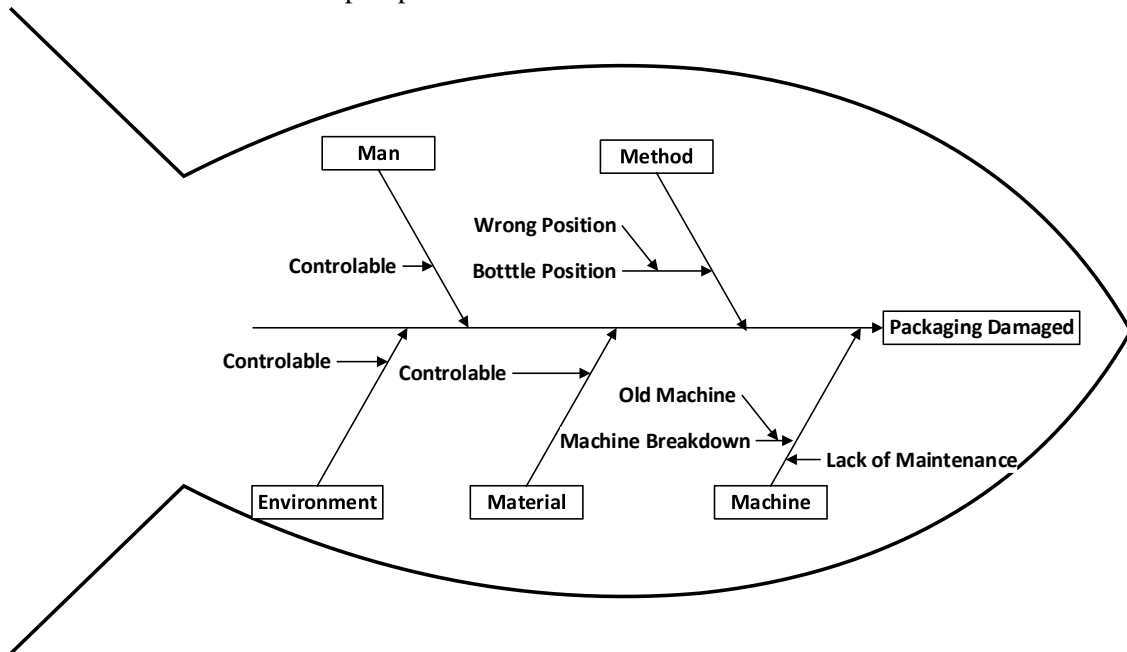 Man
Method
Wrong Position
Controlable
Botttle Position
Packaging Damaged
Controlable
Controlable
Old Machine
Machine Breakdown
Lack of Maintenance
Environment
Material
Machine